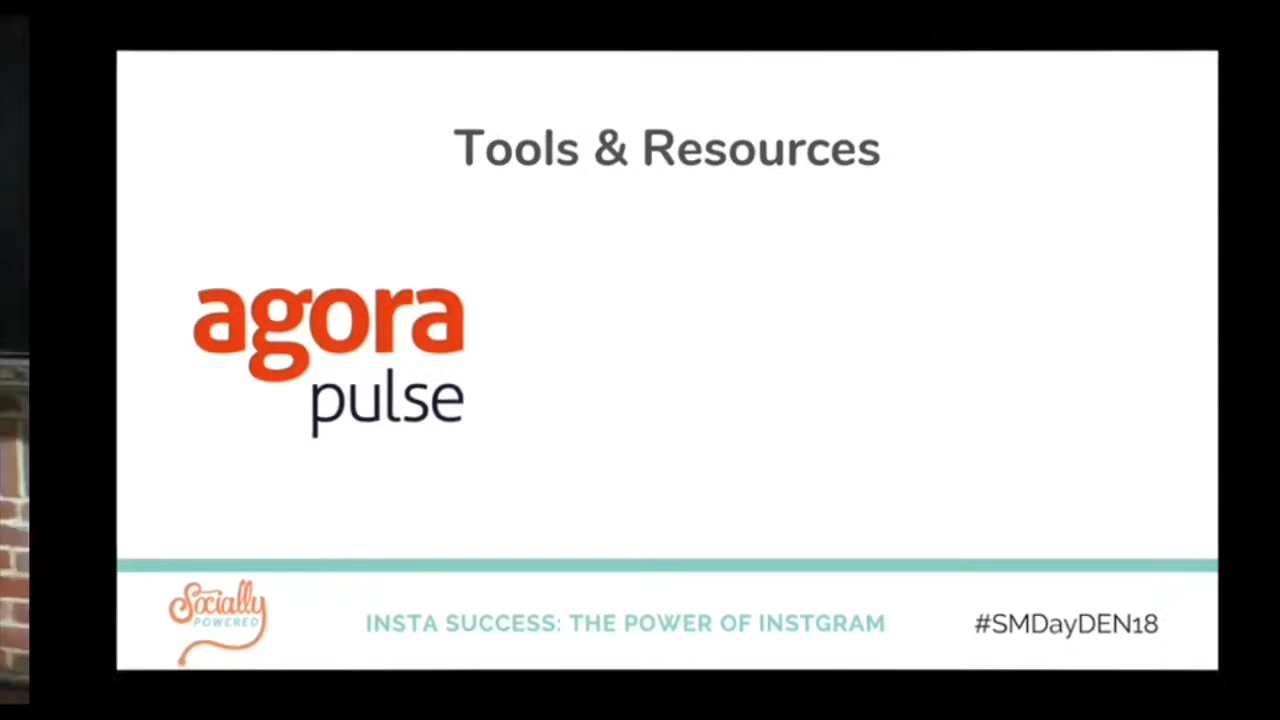 Tools & Resources
agora
pulse
Socially
POWERED
INSTA SUCCESS: THE POWER OF INSTGRAM
#SMDayDEN18